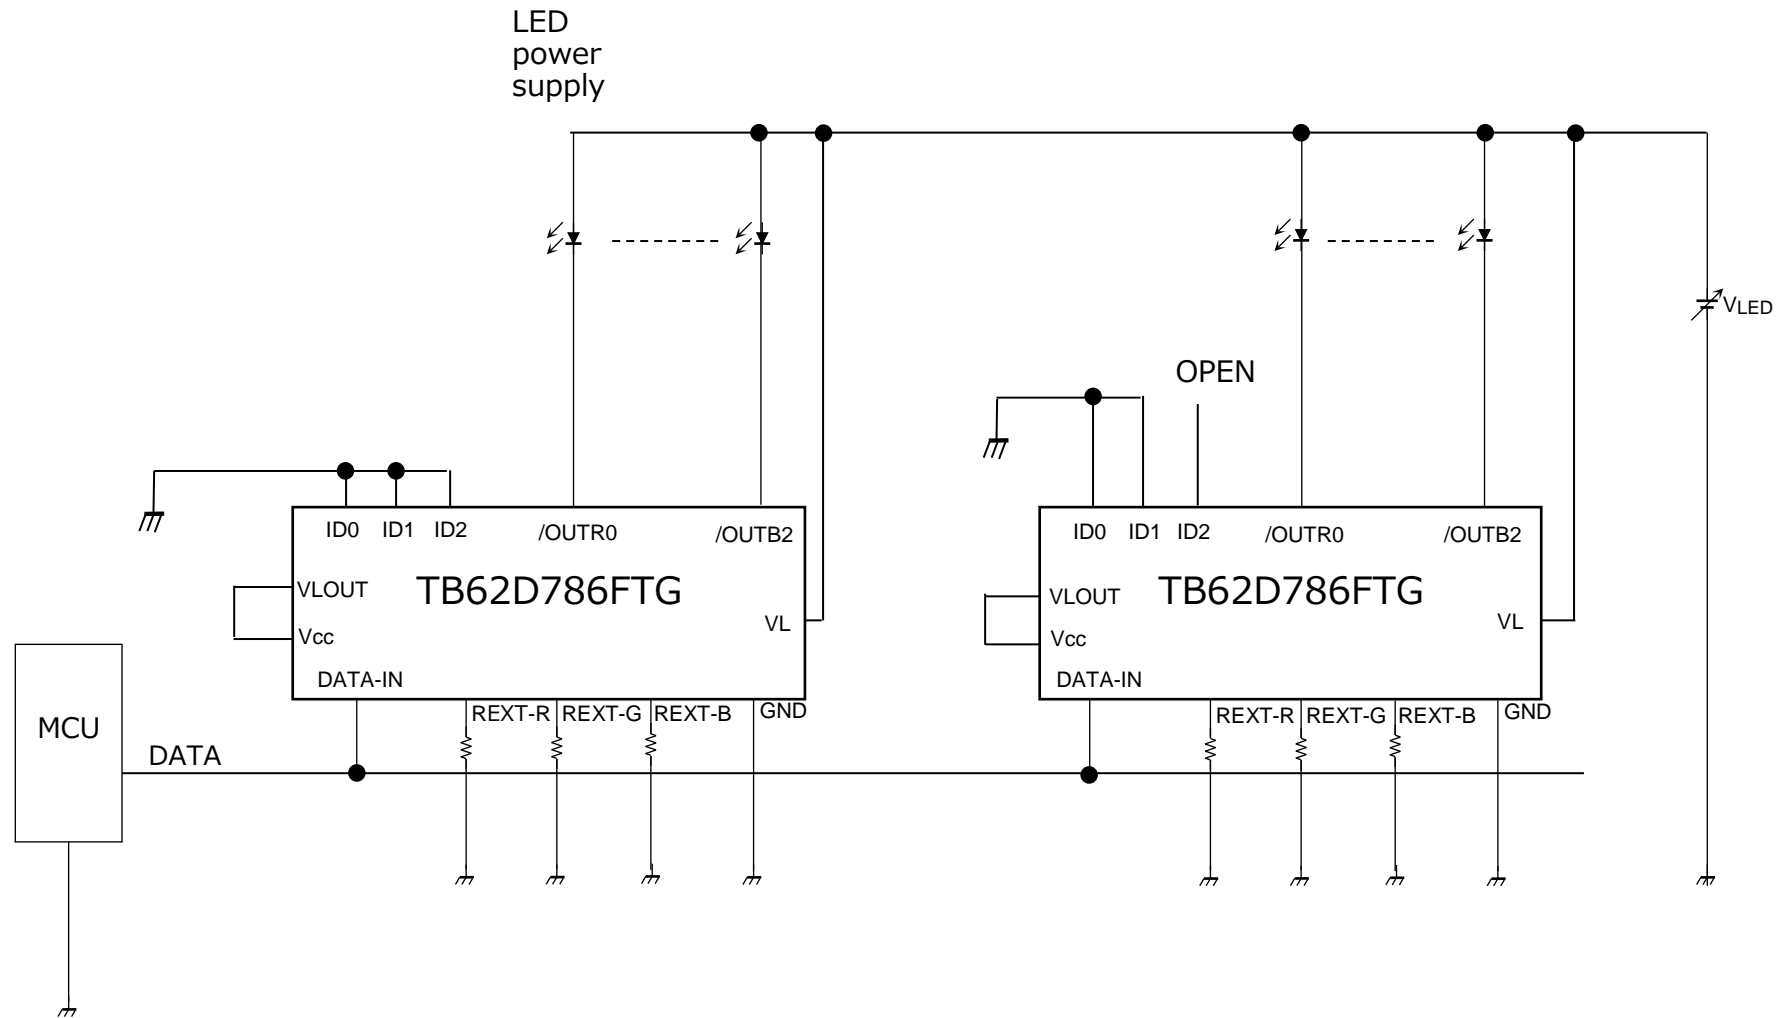 LED
power
supply
VLED
OPEN
ID0 ID1 ID2 /OUTR0 /OUTB2
VLOUT TB62D786FTG
VL
Vcc
DATA-IN
REXT-R REXT-G REXT-B GND
ID0 ID1 ID2 /OUTR0 /OUTB2
VLOUT TB62D786FTG
VL
Vcc
DATA-IN
REXT-R REXT-G REXT-B GND
MCU
DATA